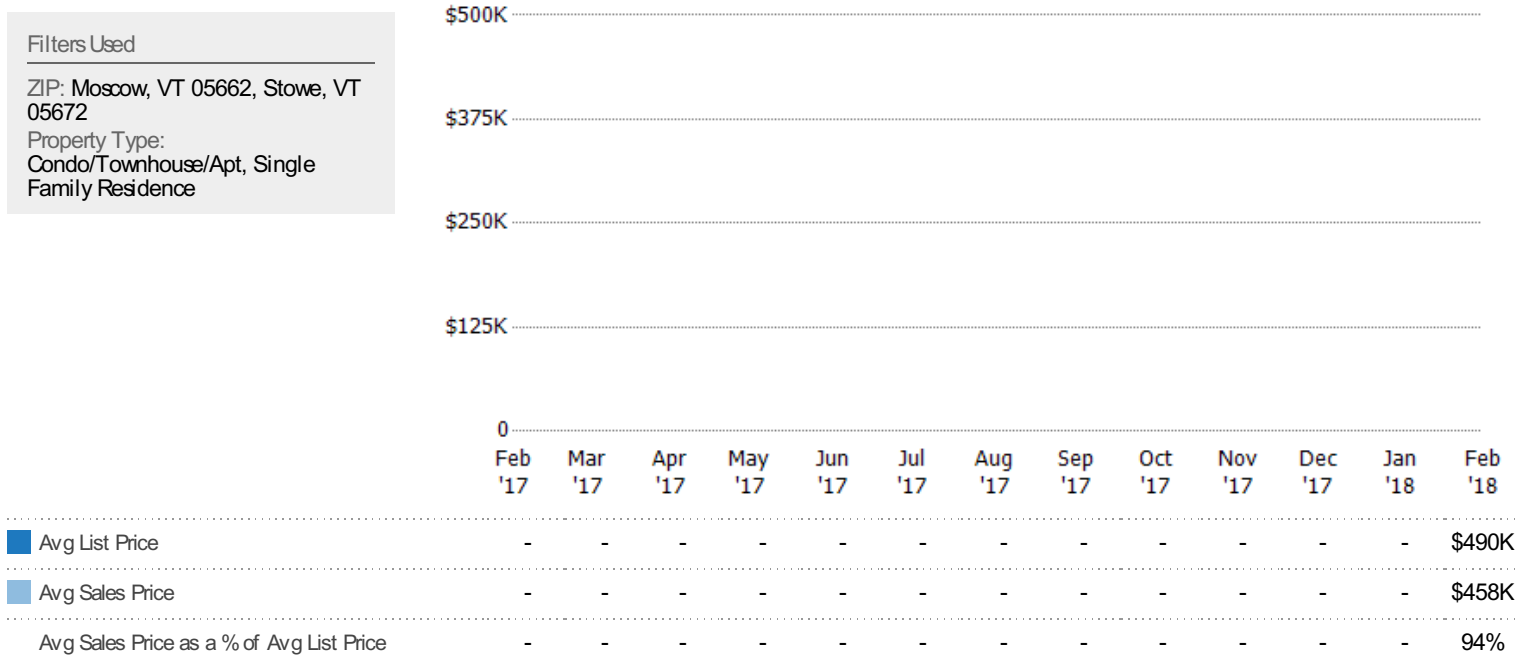 Filters Used
ZIP: Moscow, VT 05662, Stowe, VT
05672
Property Type:
Condo/Townhouse/Apt, Single
Family Residence
$500K
$375K
$250K
$125K
0
Feb Mar Apr May Jun Jul Aug Sep Oct Nov Dec Jan Feb
'17 '17 '17 '17 '17 '17 '17 '17 '17 '17 '17 '18 '18
Avg List Price - - - - - - - - - - - - $490K
Avg Sales Price - - - - - - - - - - - - $458K
Avg Sales Price as a % of Avg List Price - - - - - - - - - - - - 94%